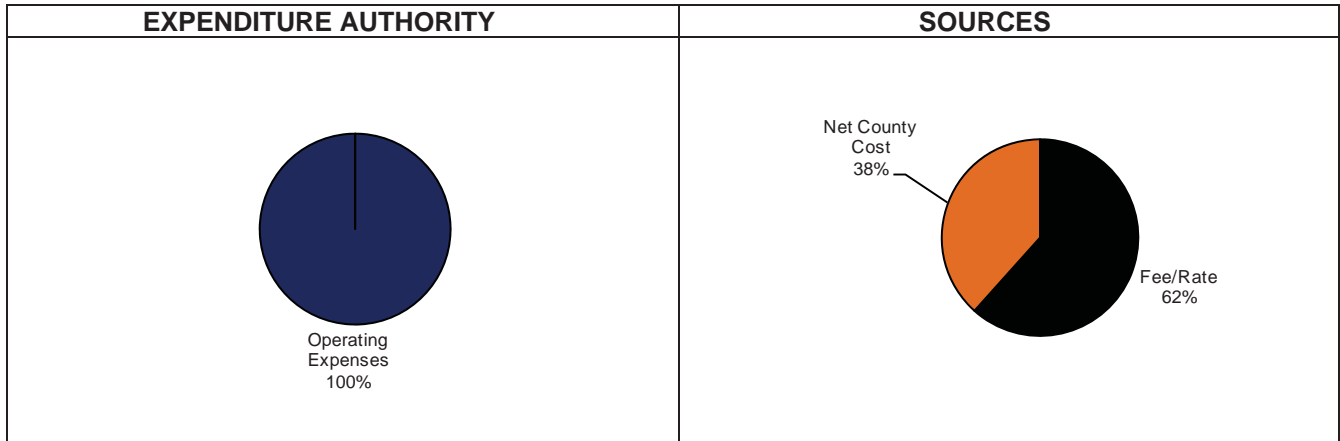 EXPENDITURE AUTHORITY
SOURCES
Operating
Expenses
100%
Net County
Cost
38%
Fee/Rate
62%